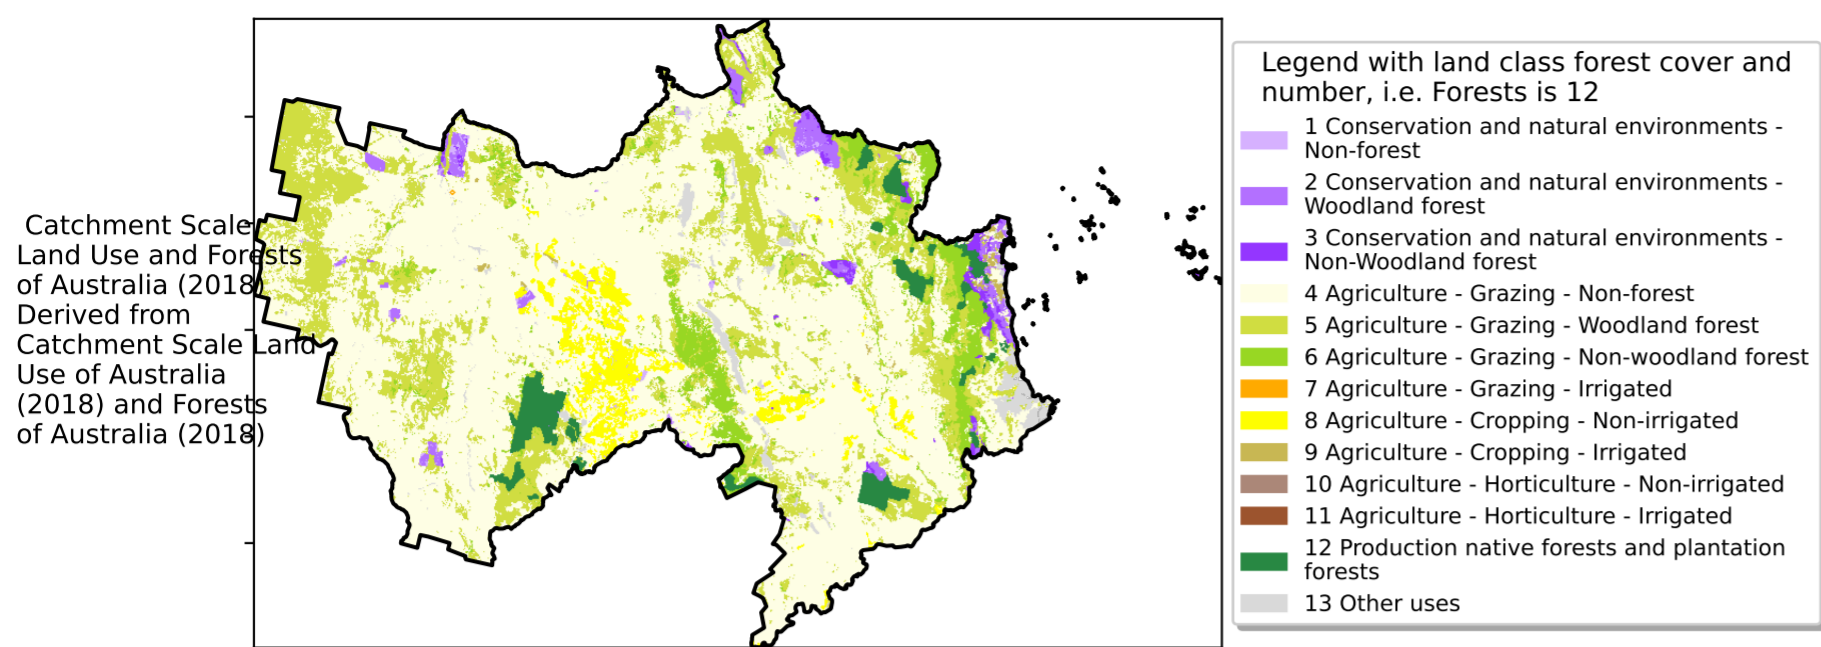 Catchment Scale
Land Use and Forests
of Australia (2018)
Derived from
Catchment Scale Land
Use of Australia
(2018) and Forests
of Australia (2018)
Legend with land class forest cover and
number, i.e. Forests is 12
1 Conservation and natural environments -
Non-forest
2 Conservation and natural environments -
Woodland forest
3 Conservation and natural environments -
Non-Woodland forest
4 Agriculture - Grazing - Non-forest
5 Agriculture - Grazing - Woodland forest
6 Agriculture - Grazing - Non-woodland forest
7 Agriculture - Grazing - Irrigated
8 Agriculture - Cropping - Non-irrigated
9 Agriculture - Cropping - Irrigated
10 Agriculture - Horticulture - Non-irrigated
11 Agriculture - Horticulture - Irrigated
12 Production native forests and plantation
forests
13 Other uses